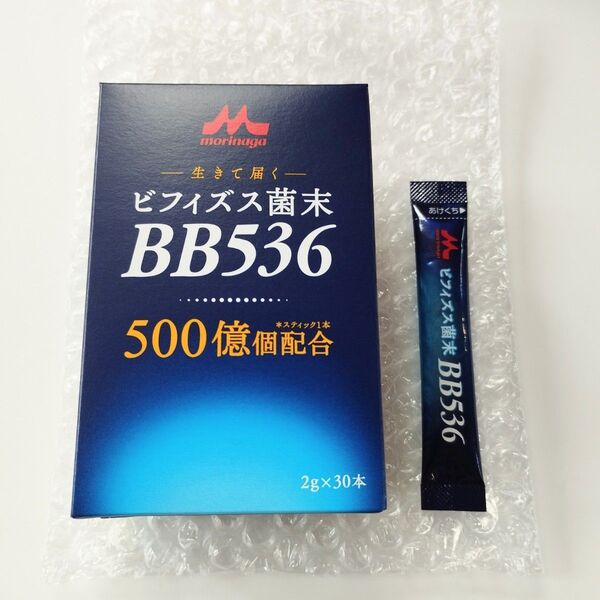 morinaga
生きて届く
ビフィズス菌末
BB536
*スティック1本
500億個配合
2g×30本
あけくち▶
ビフィズス菌末 BB536